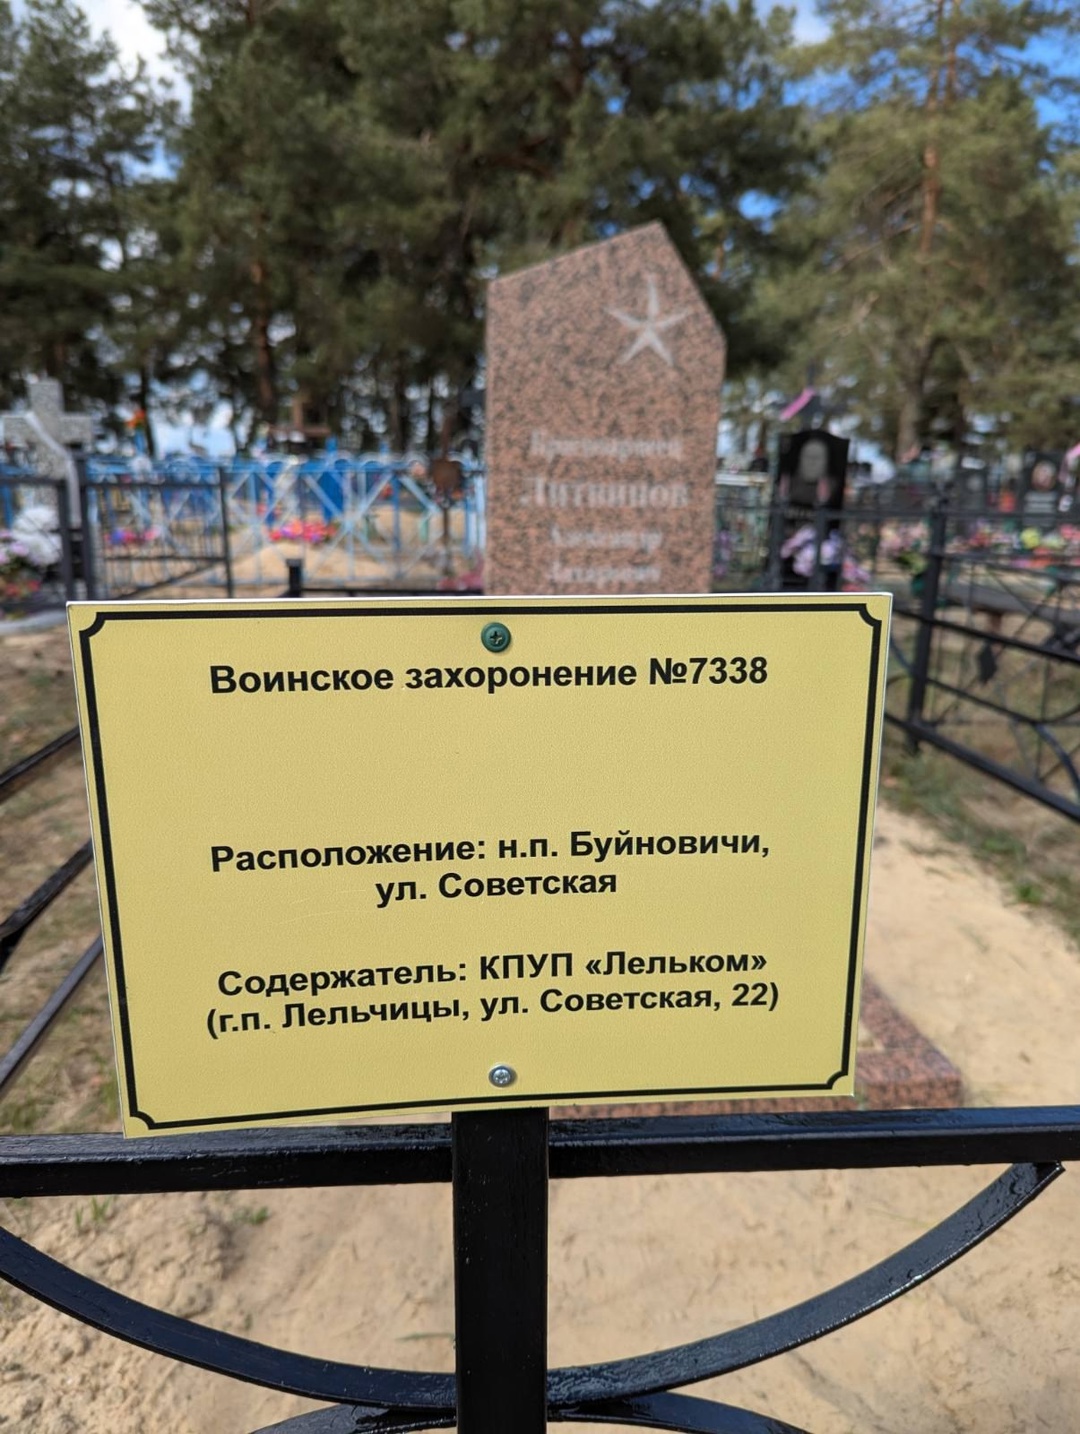 Воинское захоронение №7338
Расположение: н.п. Буйновичи,
ул. Советская
Содержатель: КПУП «Лельком»
(г.п. Лельчицы, ул. Советская, 22)